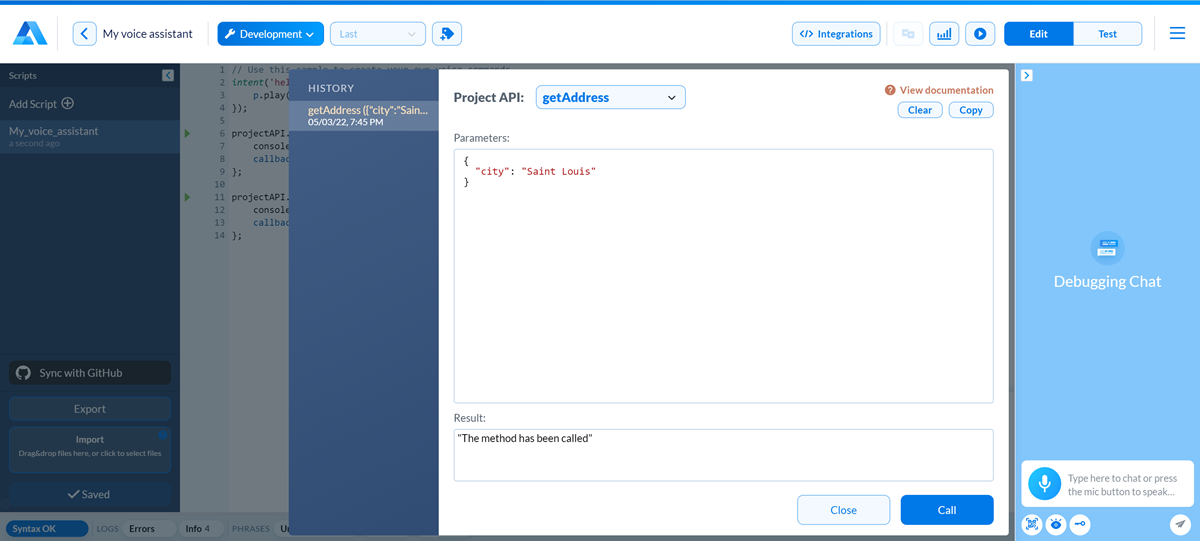 My voice assistant
Development
Last
Integrations
Edit
Test
Scripts
Add Script
My_voice_assistant
a second ago
Sync with GitHub
Export
Import
Drag&drop files here, or click to select files
Saved
1 // Use this sample to create your own voice commands
2 intent('hel
3 p.play(
4 });
5
6 projectAPI.
7 console
8 callbac
9 };
10
11 projectAPI.
12 console
13 callbac
14 };
HISTORY
getAddress ({"city":"Sain...
05/03/22, 7:45 PM
Project API:
getAddress
View documentation
Clear
Copy
Parameters:
{
"city": "Saint Louis"
}
Result:
"The method has been called"
Close
Call
Debugging Chat
Type here to chat or press
the mic button to speak...
Syntax OK
LOGS
Errors
Info 4
PHRASES